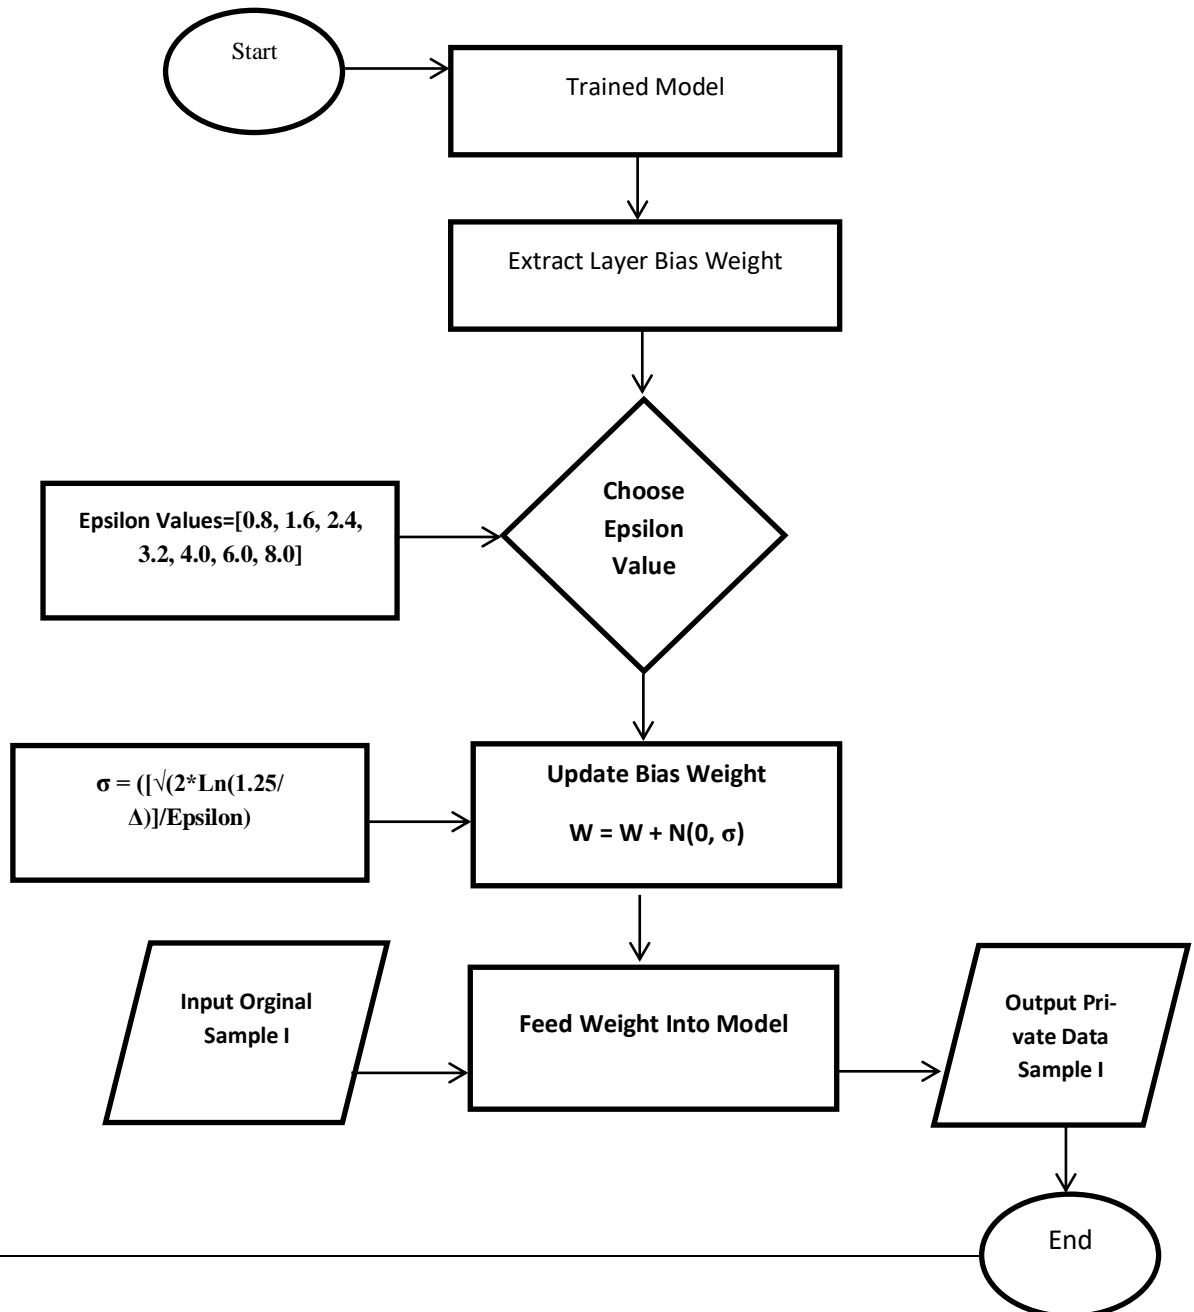 Start
Trained Model
Extract Layer Bias Weight
Choose
Epsilon
Value
Epsilon Values=[0.8, 1.6, 2.4,
3.2, 4.0, 6.0, 8.0]
Update Bias Weight
W = W + N(0, σ)
σ = ([√(2*Ln(1.25/
Δ)]/Epsilon)
Input Orginal
Sample I
Feed Weight Into Model
Output Pri-
vate Data
Sample I
End